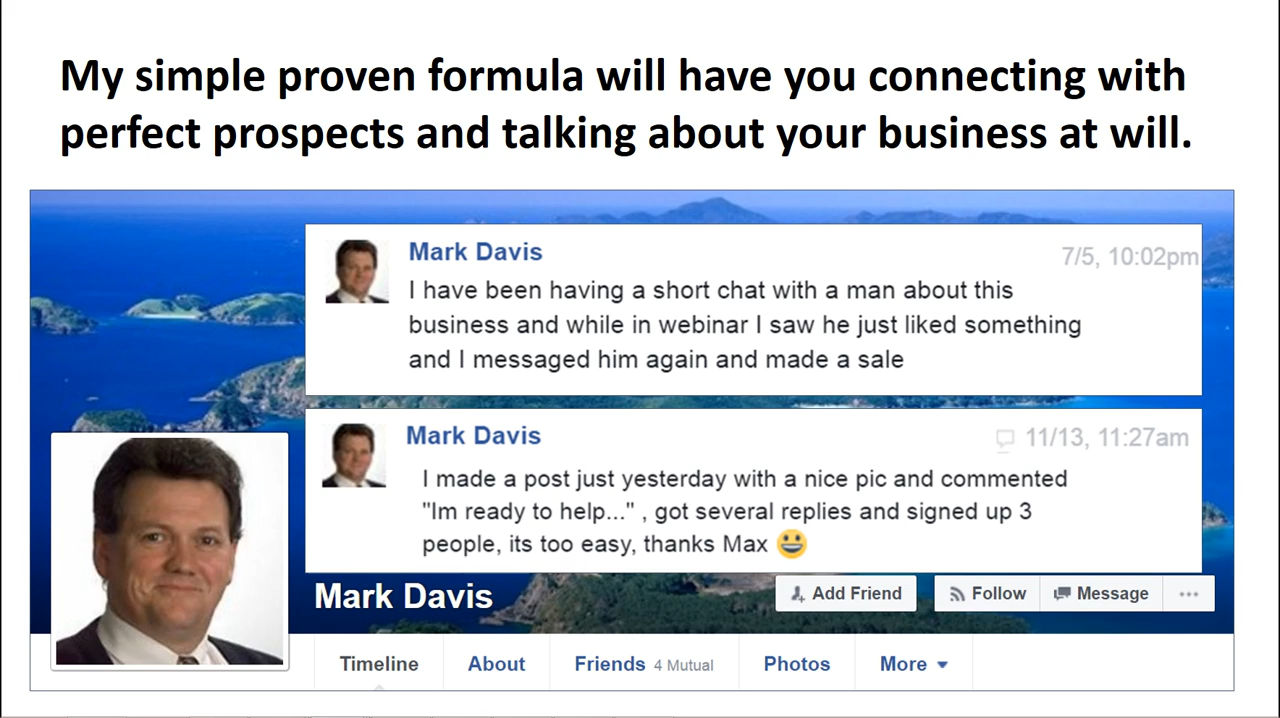 My simple proven formula will have you connecting with
perfect prospects and talking about your business at will.
Mark Davis
7/5, 10:02pm
I have been having a short chat with a man about this
business and while in webinar I saw he just liked something
and I messaged him again and made a sale
Mark Davis
11/13, 11:27am
I made a post just yesterday with a nice pic and commented
"Im ready to help..." , got several replies and signed up 3
people, its too easy, thanks Max 😃
Mark Davis
Add Friend
Follow
Message
...
Timeline
About
Friends 4 Mutual
Photos
More